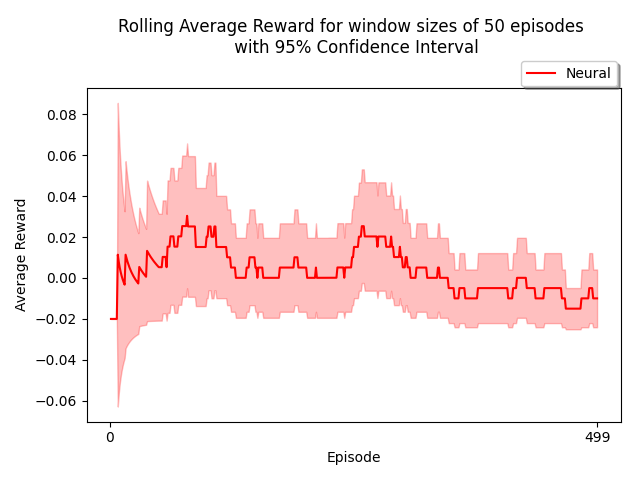 Rolling Average Reward for window sizes of 50 episodes
with 95% Confidence Interval
Neural
0.08
0.06
0.04
0.02
0.00
−0.02
−0.04
−0.06
Average Reward
0 499
Episode